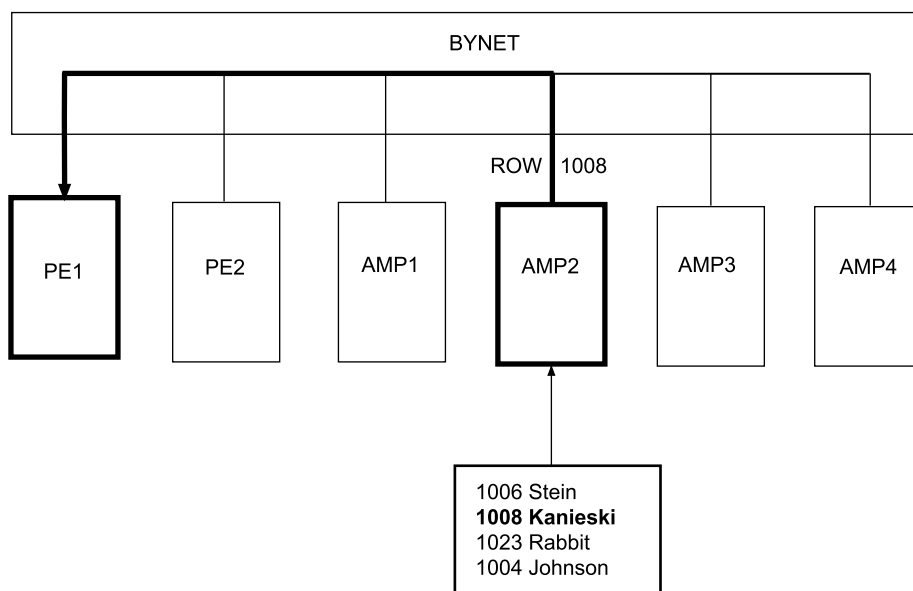 BYNET
ROW 1008
PE1
PE2
AMP1
AMP2
AMP3
AMP4
1006 Stein
1008 Kanieski
1023 Rabbit
1004 Johnson